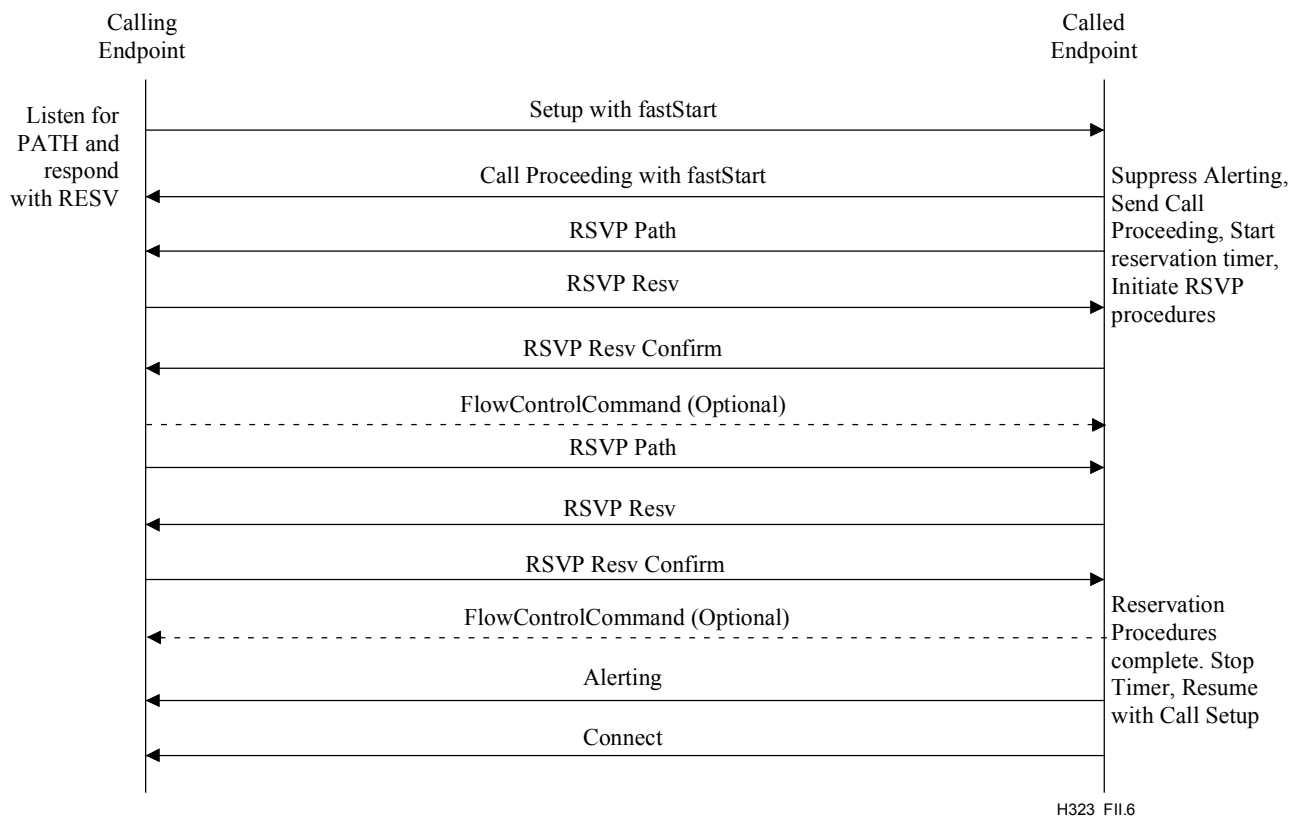 Calling
Endpoint
Called
Endpoint
Listen for
PATH and
respond
with RESV
Setup with fastStart
Call Proceeding with fastStart
Suppress Alerting,
Send Call
Proceeding, Start
reservation timer,
Initiate RSVP
procedures
RSVP Path
RSVP Resv
RSVP Resv Confirm
FlowControlCommand (Optional)
RSVP Path
RSVP Resv
RSVP Resv Confirm
FlowControlCommand (Optional)
Reservation
Procedures
complete. Stop
Timer, Resume
with Call Setup
Alerting
Connect
H323_FII.6